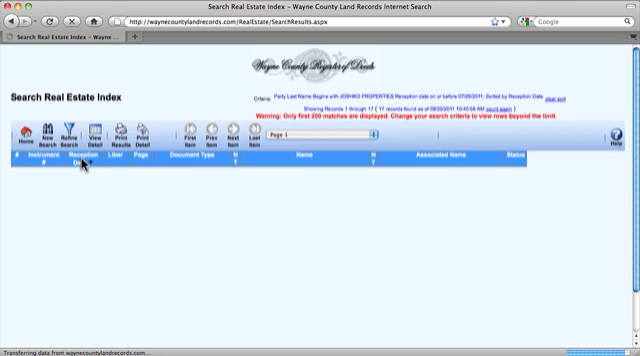 Search Real Estate Index - Wayne County Land Records Internet Search
http://waynecountylandrecords.com/RealEstate/SearchResults.aspx
Google
Search Real Estate Index - Wayne ...
Wayne County Register of Deeds
Search Real Estate Index
Criteria: Party Last Name Begins with JOSHKO PROPERTIES Reception date on or before 07/26/2011, Sorted by Reception Date clear sort
Showing Records 1 through 17 ( 17 records found as of 08/20/2011 10:40:58 AM count again )
Warning: Only first 200 matches are displayed. Change your search criteria to view rows beyond the limit.
Home New Search Refine Search View Detail Print Results Print Detail First Item Prev Item Next Item Last Item Page 1 Help
# Instrument # Reception Liber Page Document Type N T Name N T Associated Name Status
Transferring data from waynecountylandrecords.com...